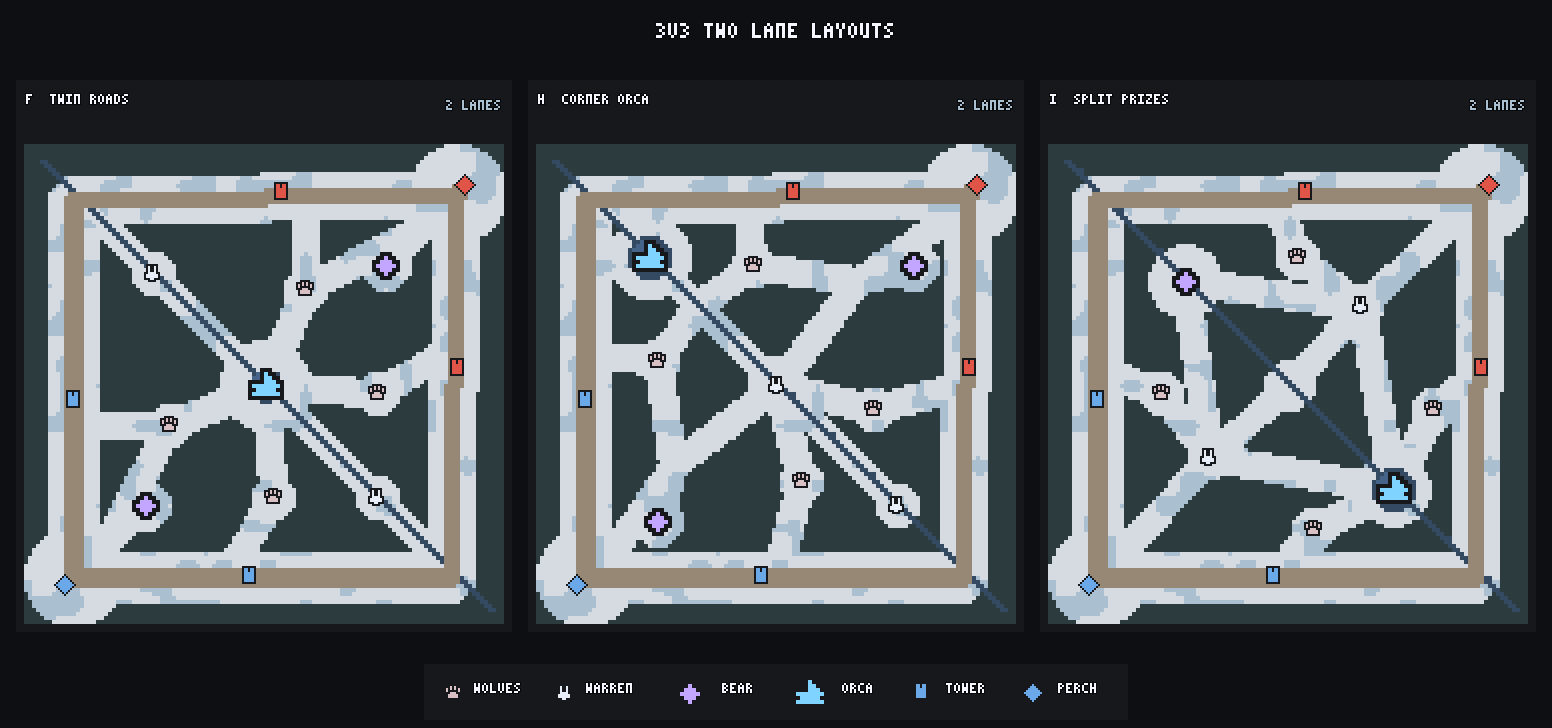 3V3 TWO LANE LAYOUTS
F TWIN ROADS
2 LANES
H CORNER ORCA
2 LANES
I SPLIT PRIZES
2 LANES
WOLVES WARREN BEAR ORCA TOWER PERCH